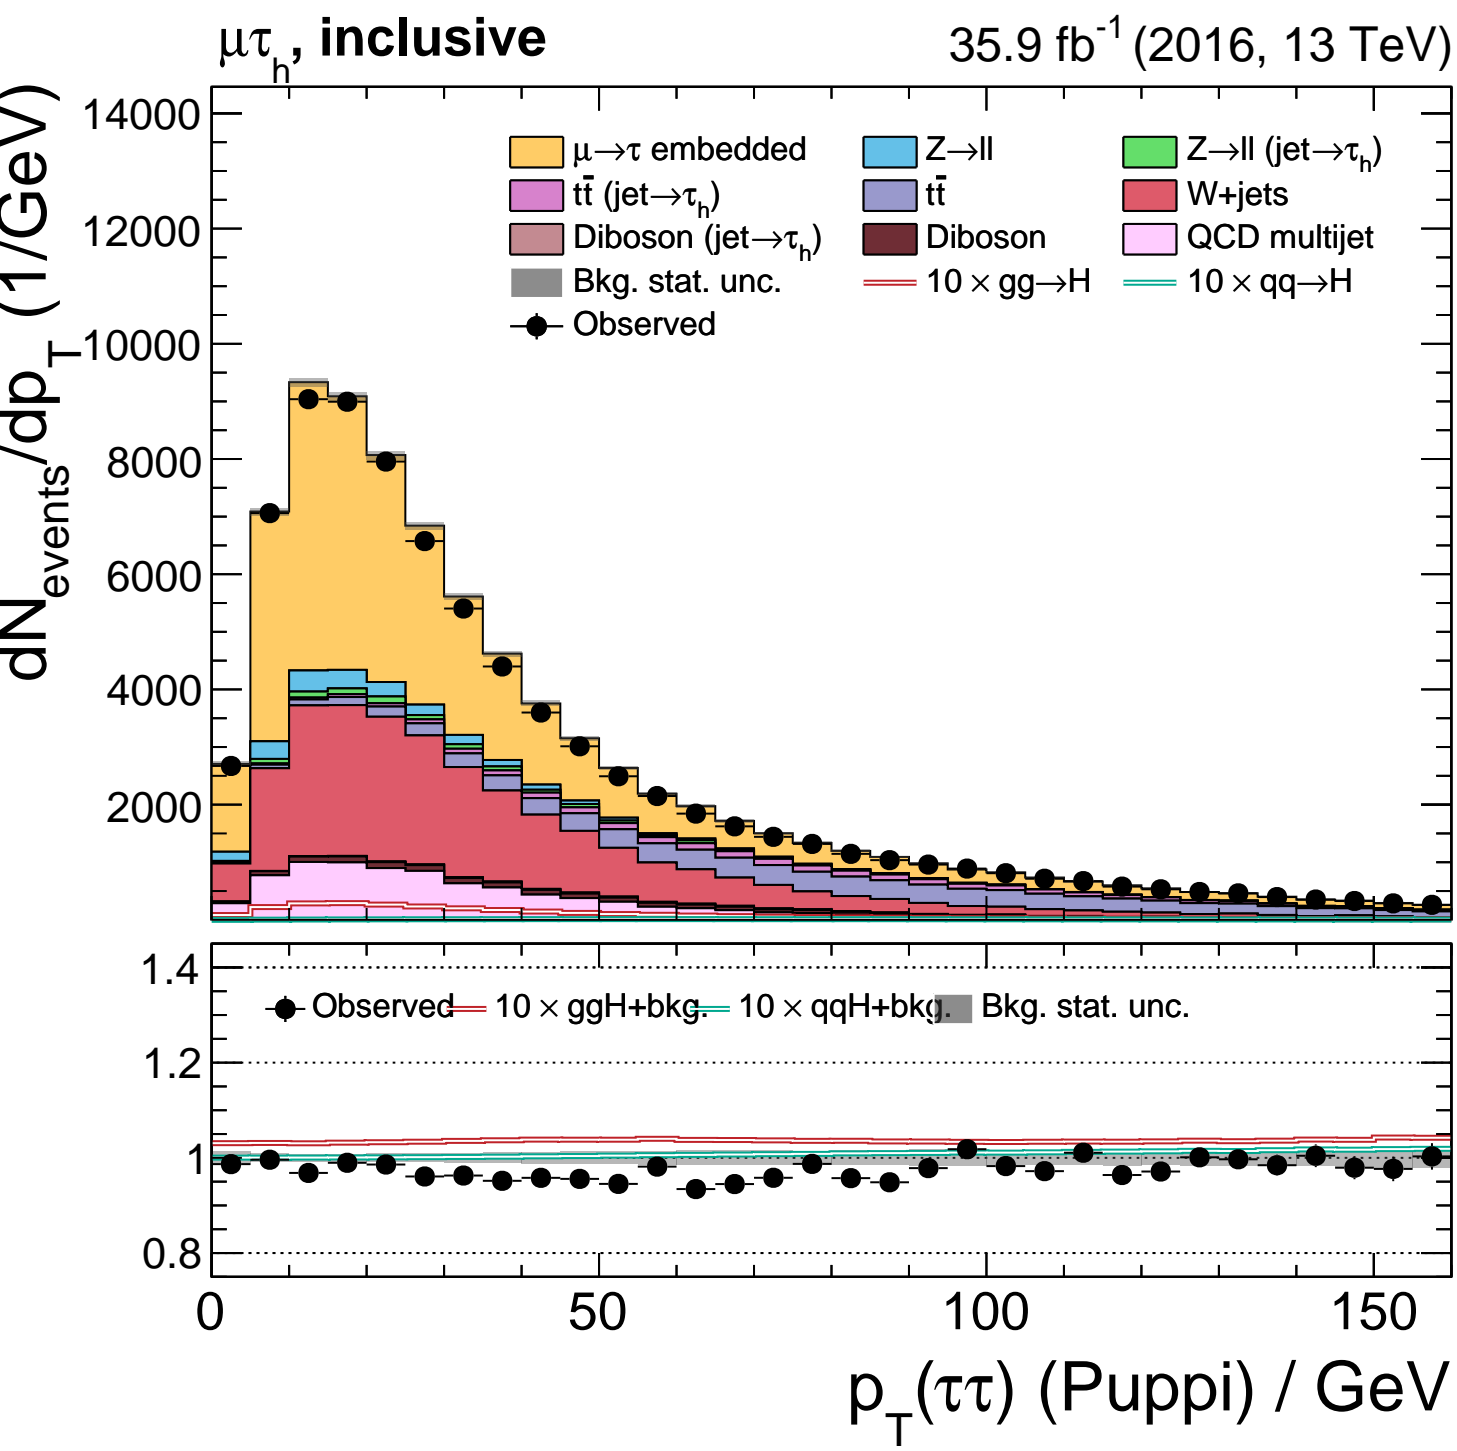 μτh, inclusive
35.9 fb-1 (2016, 13 TeV)
dNevents/dpT (1/GeV)
14000
12000
10000
8000
6000
4000
2000
μ→τ embedded
Z→ll
Z→ll (jet→τh)
tt̄ (jet→τh)
tt̄
W+jets
Diboson (jet→τh)
Diboson
QCD multijet
Bkg. stat. unc.
10 × gg→H
10 × qq→H
Observed
1.4
1.2
1
0.8
Observed
10 × ggH+bkg.
10 × qqH+bkg.
Bkg. stat. unc.
0
50
100
150
pT(ττ) (Puppi) / GeV